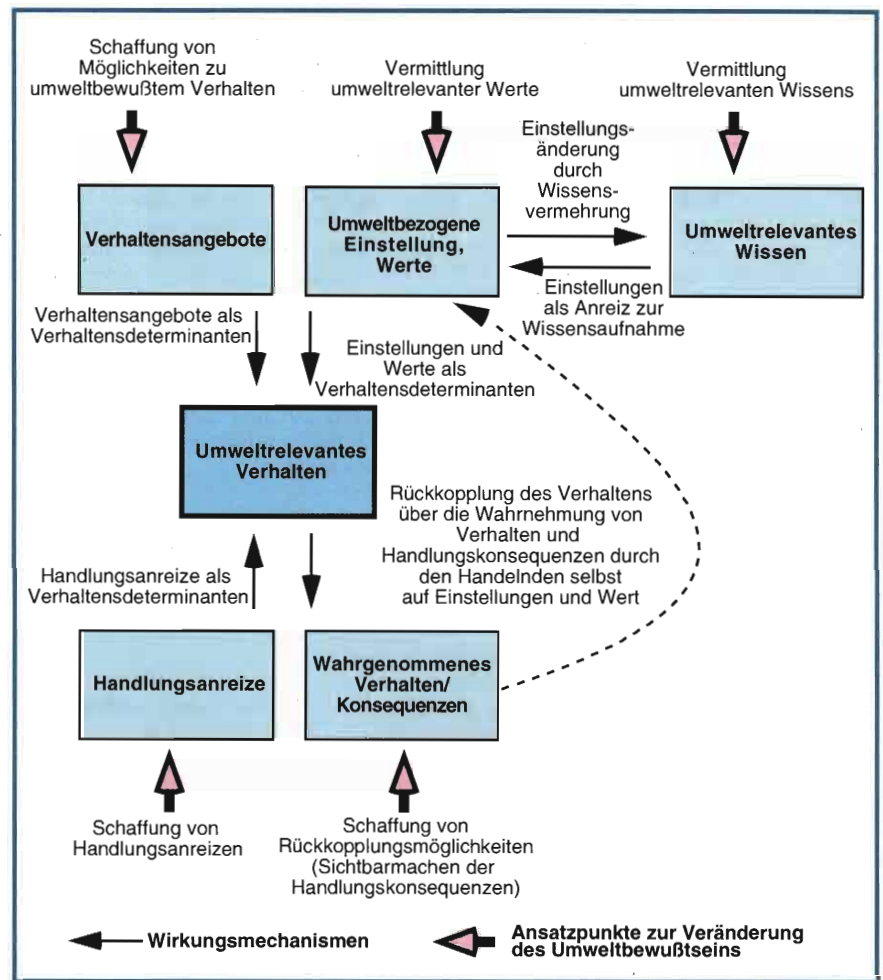 Schaffung von
Möglichkeiten zu
umweltbewußtem Verhalten
Vermittlung
umweltrelevanter Werte
Vermittlung
umweltrelevanten Wissens
Einstellungs-
änderung
durch
Wissens-
vermehrung
Verhaltensangebote
Umweltbezogene
Einstellung,
Werte
Umweltrelevantes
Wissen
Einstellungen
als Anreiz zur
Wissensaufnahme
Verhaltensangebote als
Verhaltensdeterminanten
Einstellungen und
Werte als
Verhaltensdeterminanten
Umweltrelevantes
Verhalten
Rückkopplung des Verhaltens
über die Wahrnehmung von
Verhalten und
Handlungskonsequenzen durch
den Handelnden selbst
auf Einstellungen und Wert
Handlungsanreize als
Verhaltensdeterminanten
Handlungsanreize
Wahrgenommenes
Verhalten/
Konsequenzen
Schaffung von
Handlungsanreizen
Schaffung von
Rückkopplungsmöglichkeiten
(Sichtbarmachen der
Handlungskonsequenzen)
Wirkungsmechanismen
Ansatzpunkte zur Veränderung
des Umweltbewußtseins